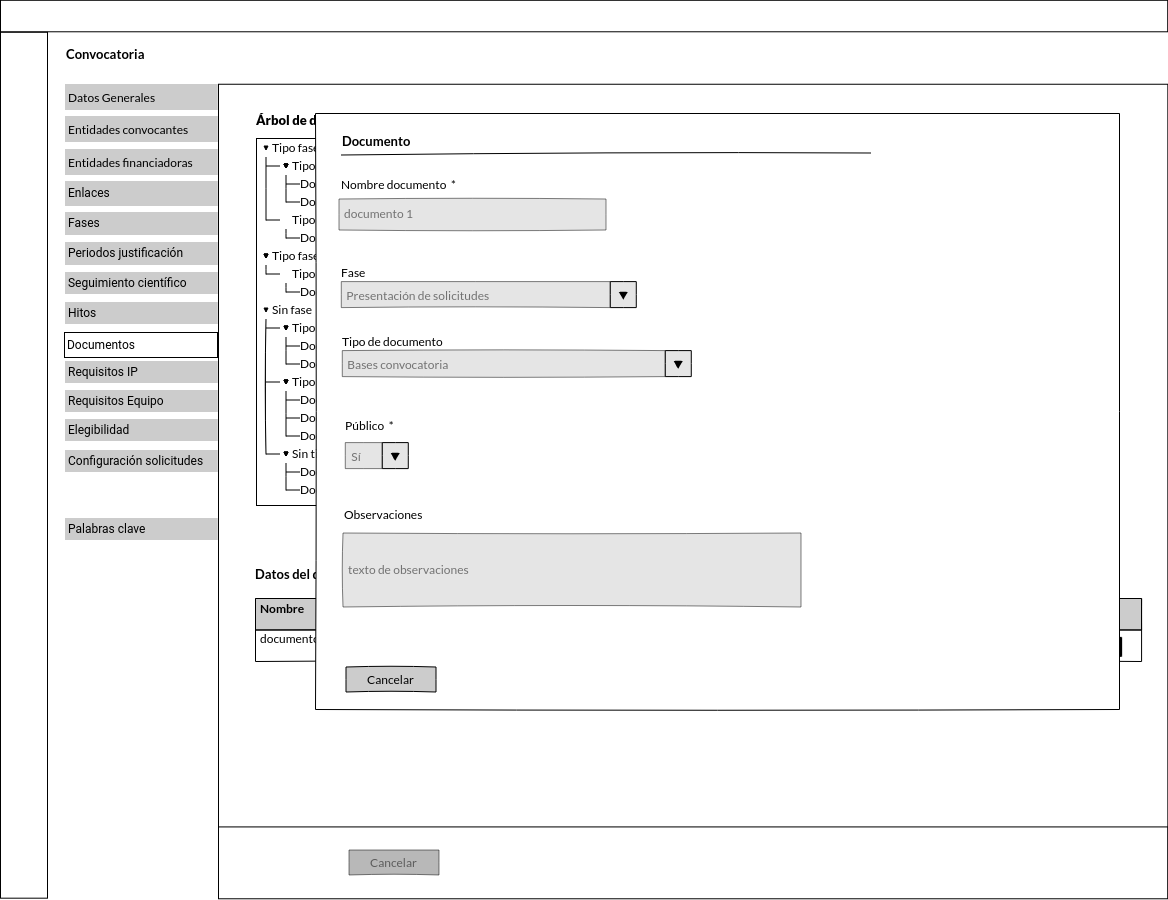 Convocatoria
Datos Generales
Entidades convocantes
Entidades financiadoras
Enlaces
Fases
Periodos justificación
Seguimiento científico
Hitos
Documentos
Requisitos IP
Requisitos Equipo
Elegibilidad
Configuración solicitudes
Palabras clave
Árbol de d
Tipo fase
Tipo
Do
Do
Tipo
Do
Tipo fase
Tipo
Do
Sin fase
Tipo
Do
Do
Tipo
Do
Do
Do
Sin t
Do
Do
Datos del d
Nombre
documento
Documento
Nombre documento *
documento 1
Fase
Presentación de solicitudes
Tipo de documento
Bases convocatoria
Público *
Sí
Observaciones
texto de observaciones
Cancelar
Cancelar